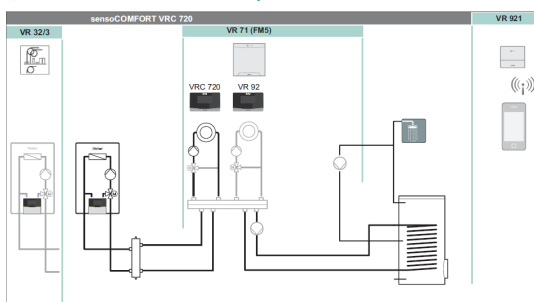 sensoCOMFORT VRC 720
VR 921
VR 32/3
VR 71 (FM5)
VRC 720
VR 92